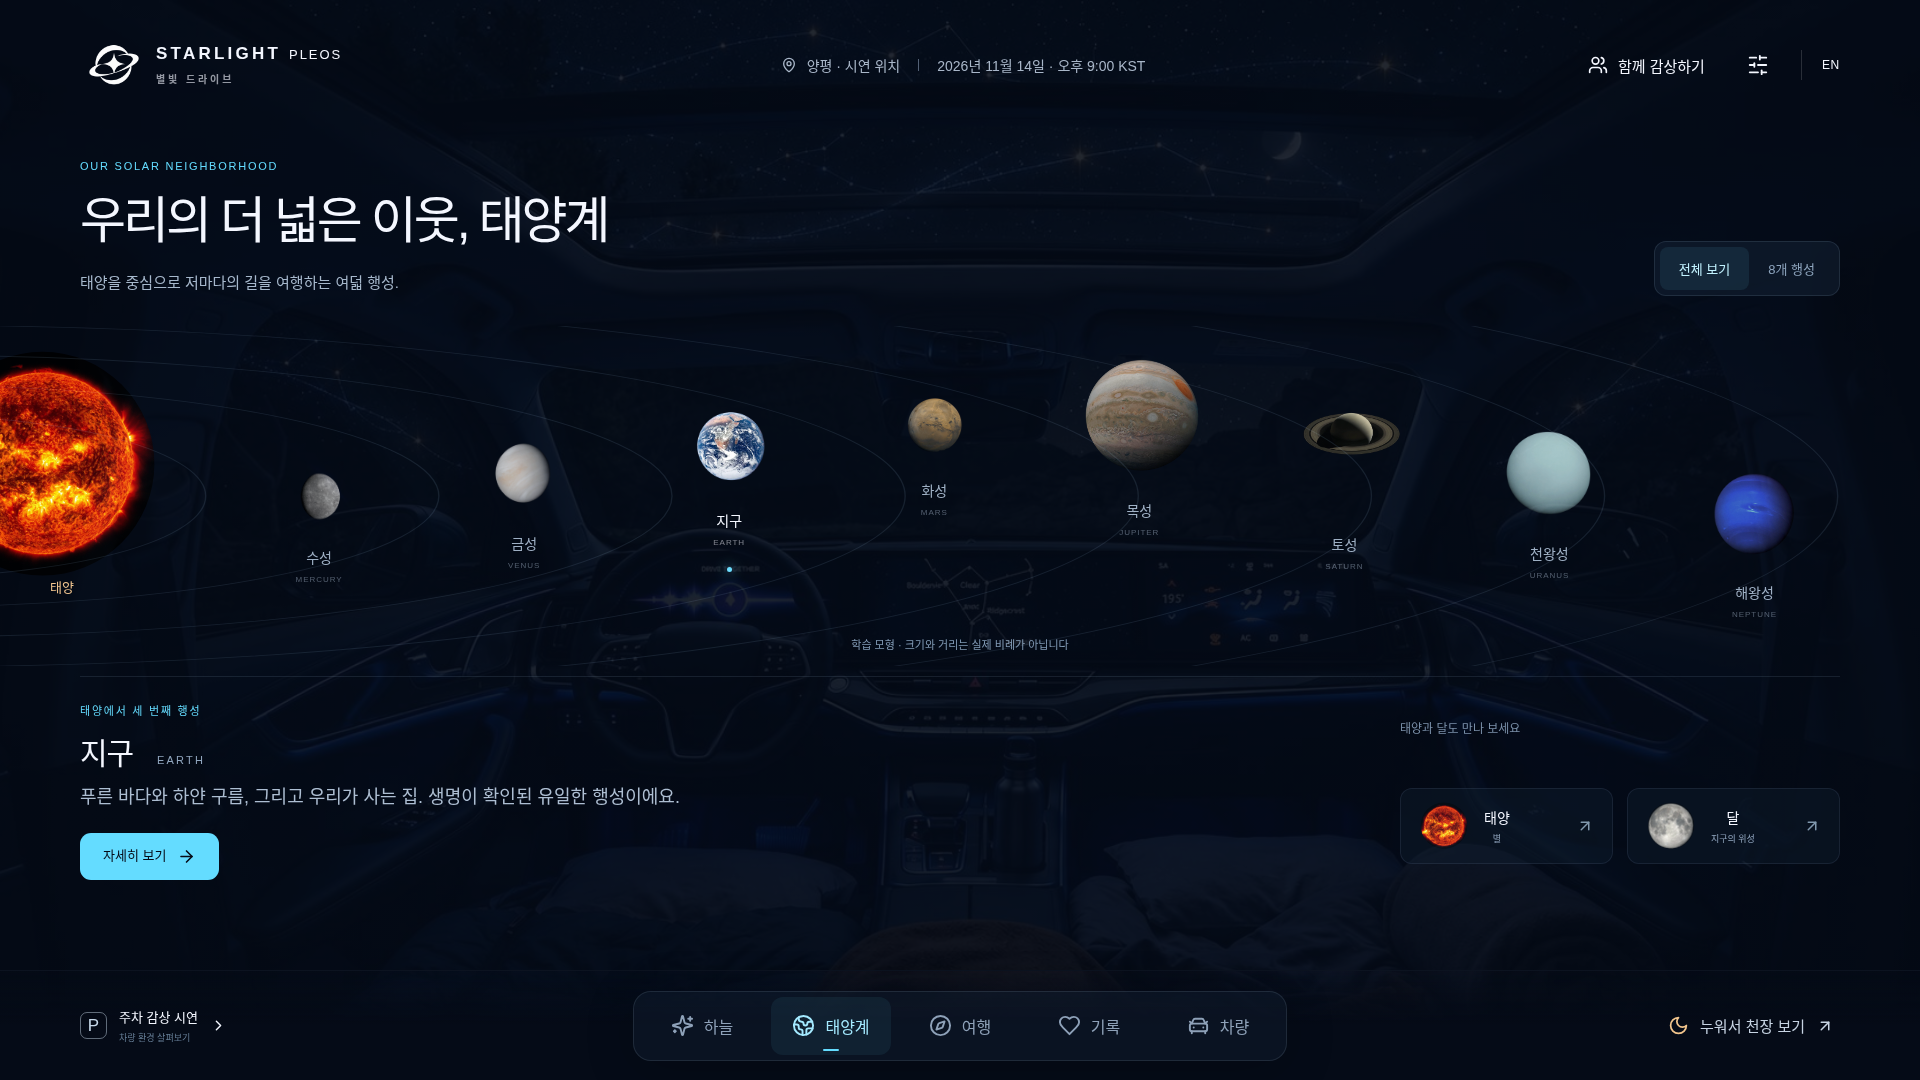 STARLIGHT PLEOS
별빛 드라이브
양평 · 시연 위치
2026년 11월 14일 · 오후 9:00 KST
함께 감상하기
EN
OUR SOLAR NEIGHBORHOOD
우리의 더 넓은 이웃, 태양계
태양을 중심으로 저마다의 길을 여행하는 여덟 행성.
전체 보기
8개 행성
태양
수성
MERCURY
금성
VENUS
지구
EARTH
화성
MARS
목성
JUPITER
토성
SATURN
천왕성
URANUS
해왕성
NEPTUNE
DRIVE TOGETHER
Clear
Ridgecrest
195°
AC
학습 모형 · 크기와 거리는 실제 비례가 아닙니다
태양에서 세 번째 행성
지구 EARTH
푸른 바다와 하얀 구름, 그리고 우리가 사는 집. 생명이 확인된 유일한 행성이에요.
자세히 보기
태양과 달도 만나 보세요
태양
별
달
지구의 위성
P
주차 감상 시연
차량 환경 살펴보기
하늘
태양계
여행
기록
차량
누워서 천장 보기